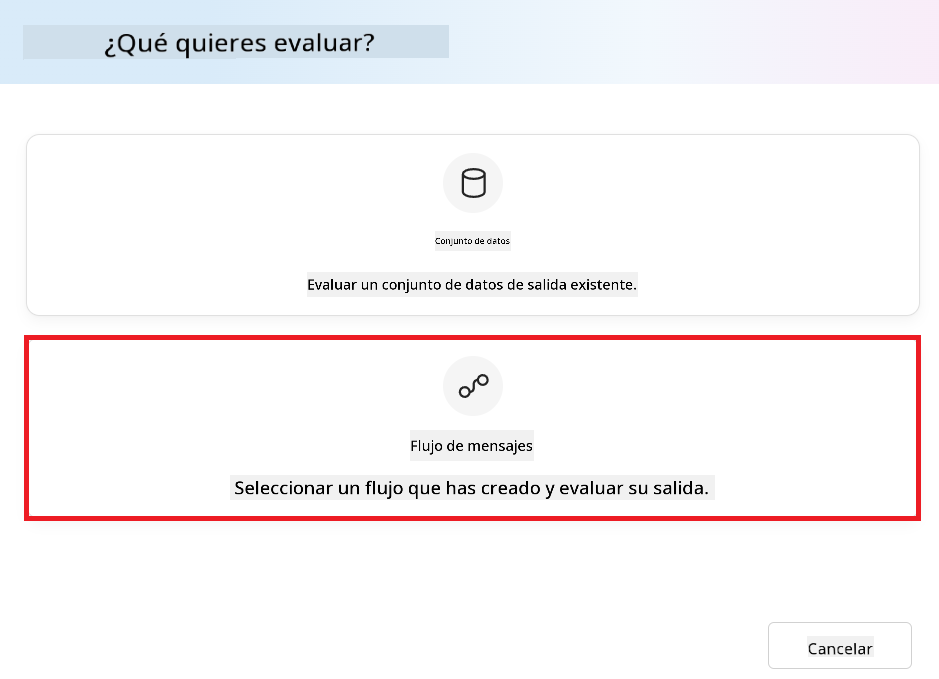 ¿Qué quieres evaluar?
Conjunto de datos
Evaluar un conjunto de datos de salida existente.
Flujo de mensajes
Seleccionar un flujo que has creado y evaluar su salida.
Cancelar